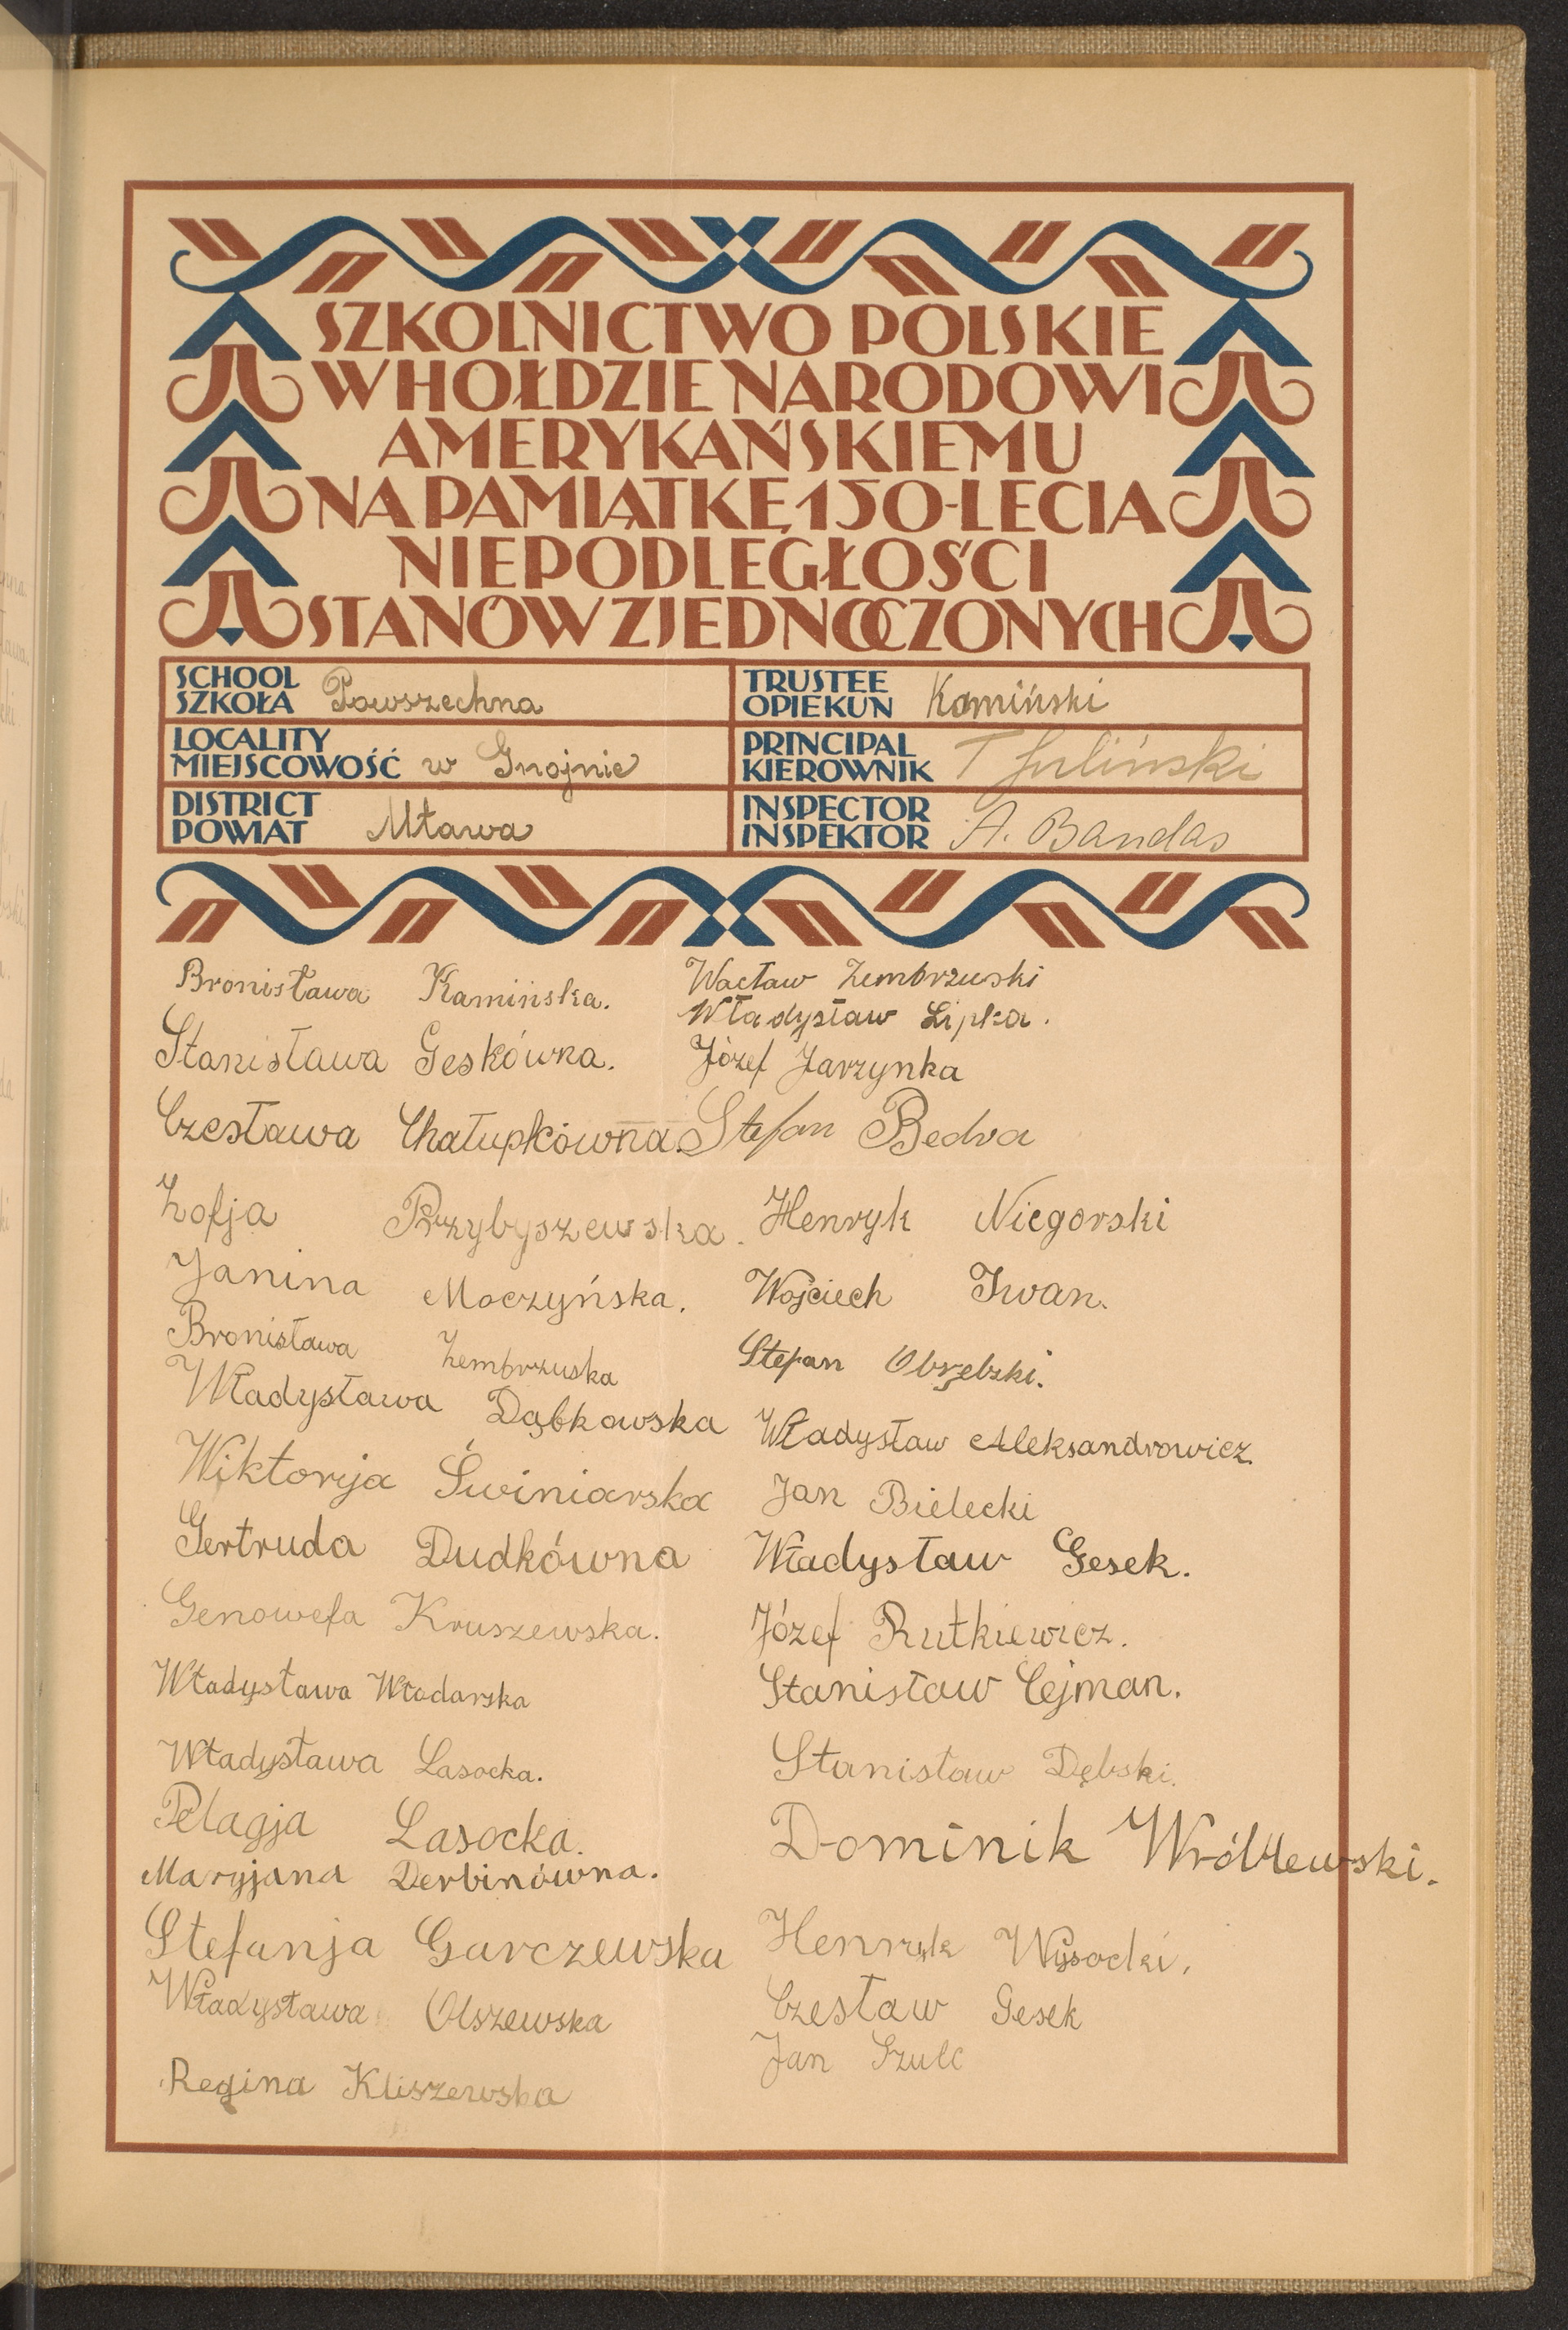 SZKOLNICTWO POLSKIE
W HOŁDZIE NARODOWI
AMERYKAŃSKIEMU
NA PAMIĄTKĘ 150-LECIA
NIEPODLEGŁOŚCI
STANÓW ZJEDNOCZONYCH
SCHOOL
SZKOŁA Powszechna
LOCALITY
MIEJSCOWOŚĆ w Gnojnie
DISTRICT
POWIAT Mława
TRUSTEE
OPIEKUN Kamiński
PRINCIPAL
KIEROWNIK T Juliński
INSPECTOR
INSPEKTOR A. Bandas
Bronisława Kamińska.
Stanisława Geskówna.
Czesława Chałupkówna.
Zofja Przybyszewska.
Janina Moczyńska.
Bronisława Zembrzuska
Władysława Dąbkowska
Wiktorja Świniarska
Gertruda Dudkówna
Genowefa Kruszewska.
Władysława Włodarska
Władysława Lasocka.
Pelagja Lasocka.
Maryjana Derbinówna.
Stefanja Garczewska
Władysława Olszewska
Regina Kliszewska
Wacław Zembrzuski
Władysław Lipka.
Józef Jarzynka
Stefan Bedra
Henryk Niegorski
Wojciech Iwan.
Stefan Obrębski.
Władysław Aleksandrowicz.
Jan Bielecki
Władysław Gesek.
Józef Rutkiewicz.
Stanisław Cejman.
Stanisław Dębski.
Dominik Wróblewski.
Henryk Wysocki.
Czesław Gesek
Jan Szulc